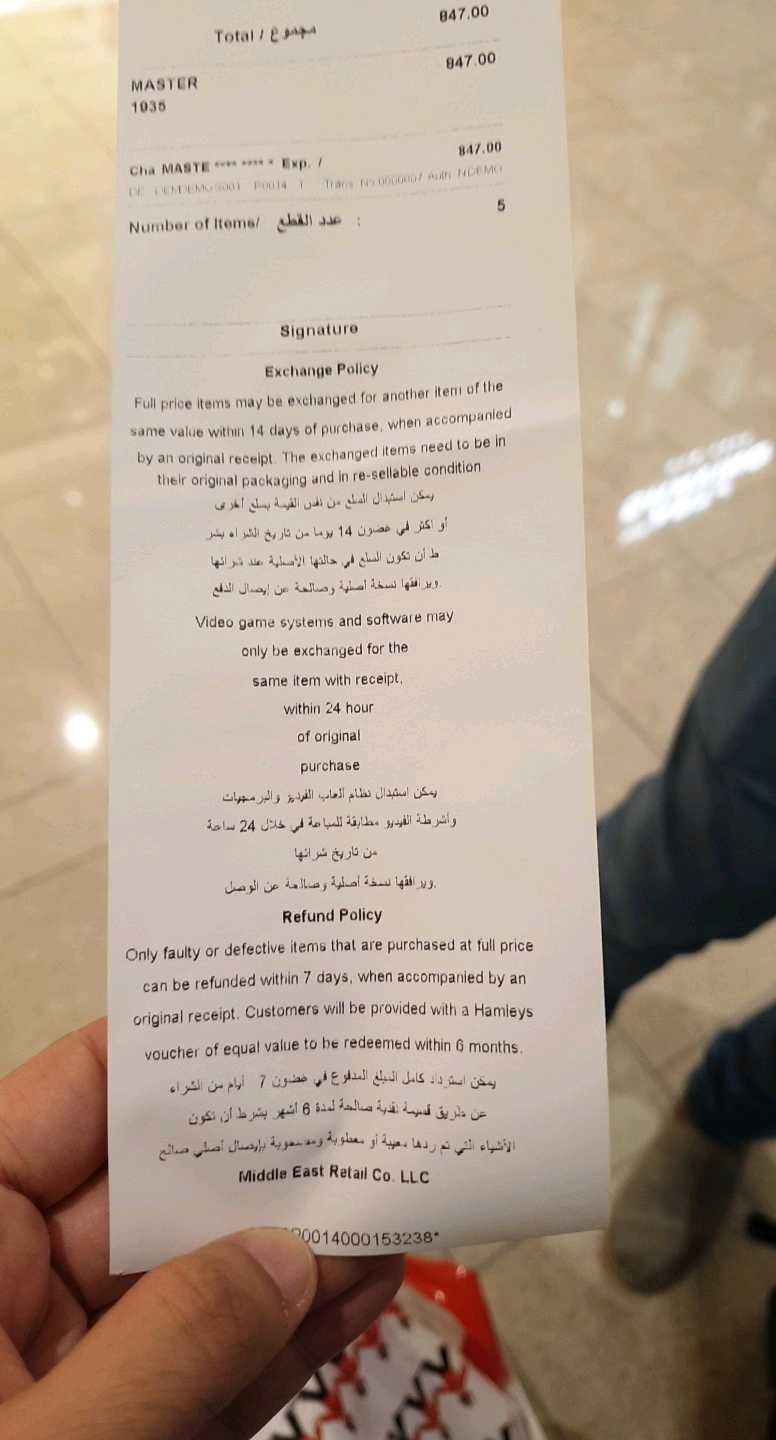 847.00
Total / مجموع
847.00
MASTER
1935
847.00
Cha MASTE **** **** * Exp. /
Trans No:0000007 Auth NDEMO
Number of Items/ عدد القطع : 5
Signature
Exchange Policy
Full price items may be exchanged for another item of the
same value within 14 days of purchase, when accompanied
by an original receipt. The exchanged items need to be in
their original packaging and in re-sellable condition
يمكن استبدال السلع من نفس القيمة بسلع أخرى
أو اكثر في غضون 14 يوما من تاريخ الشراء بشر
ط أن تكون السلع في حالتها الأصلية عند شرائها
ويرافقها نسخة أصلية وصالحة عن إيصال الدفع.
Video game systems and software may
only be exchanged for the
same item with receipt,
within 24 hour
of original
purchase
يمكن استبدال نظام ألعاب الفيديو والبرمجيات
وأشرطة الفيديو مطابقة للمباعة في خلال 24 ساعة
من تاريخ شرائها
ويرافقها نسخة أصلية وصالحة عن الوصل.
Refund Policy
Only faulty or defective items that are purchased at full price
can be refunded within 7 days, when accompanied by an
original receipt. Customers will be provided with a Hamleys
voucher of equal value to be redeemed within 6 months.
يمكن استرداد كامل المبلغ المدفوع في غضون 7 أيام من الشراء
عن طريق قسيمة نقدية صالحة لمدة 6 أشهر بشرط أن تكون
الأشياء التي تم ردها معيبة أو معطوبة ومصحوبة بإيصال أصلي صالح
Middle East Retail Co. LLC
0014000153238*